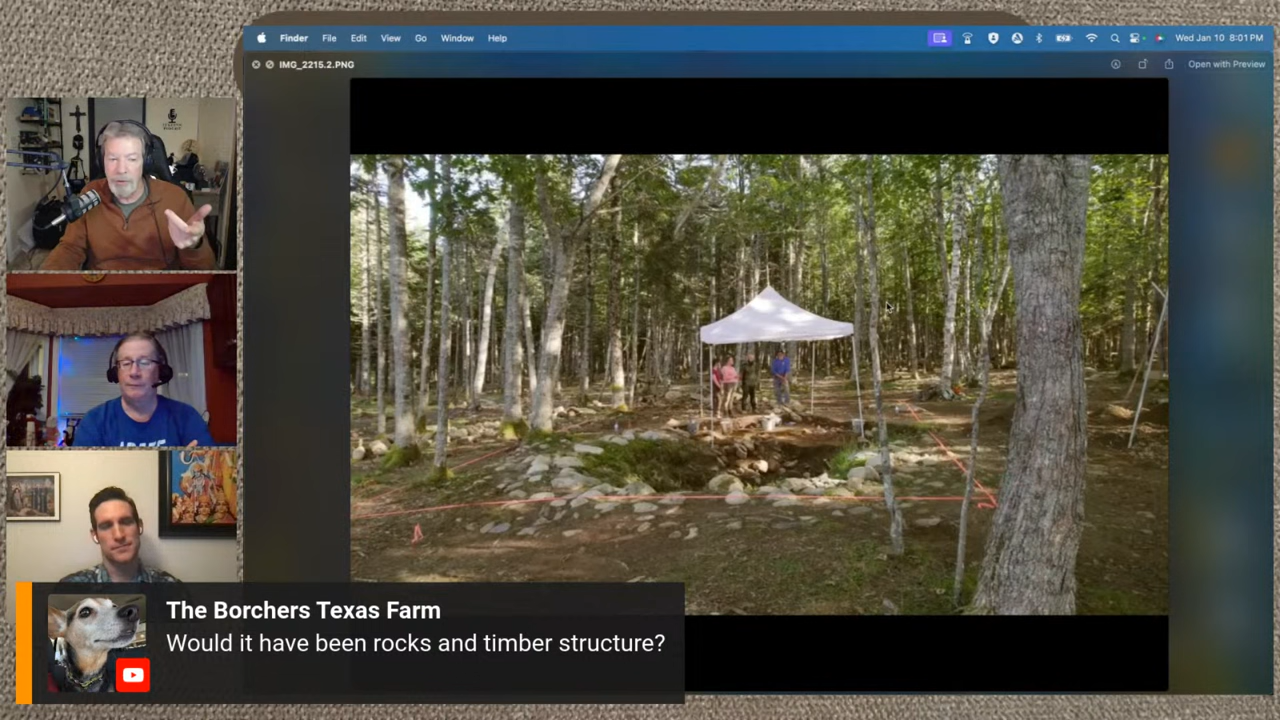 Finder File Edit View Go Window Help Wed Jan 10 8:01 PM
IMG_2215.2.PNG Open with Preview
The Borchers Texas Farm
Would it have been rocks and timber structure?